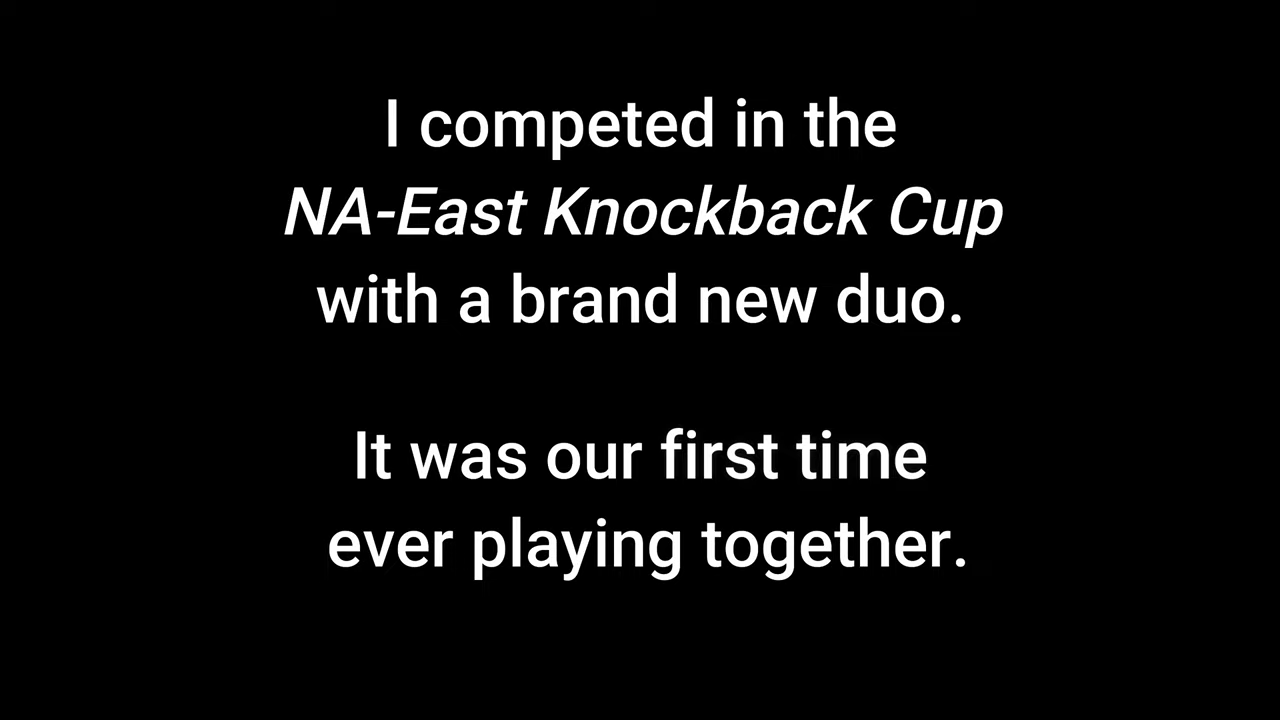 I competed in the
NA-East Knockback Cup
with a brand new duo.
It was our first time
ever playing together.